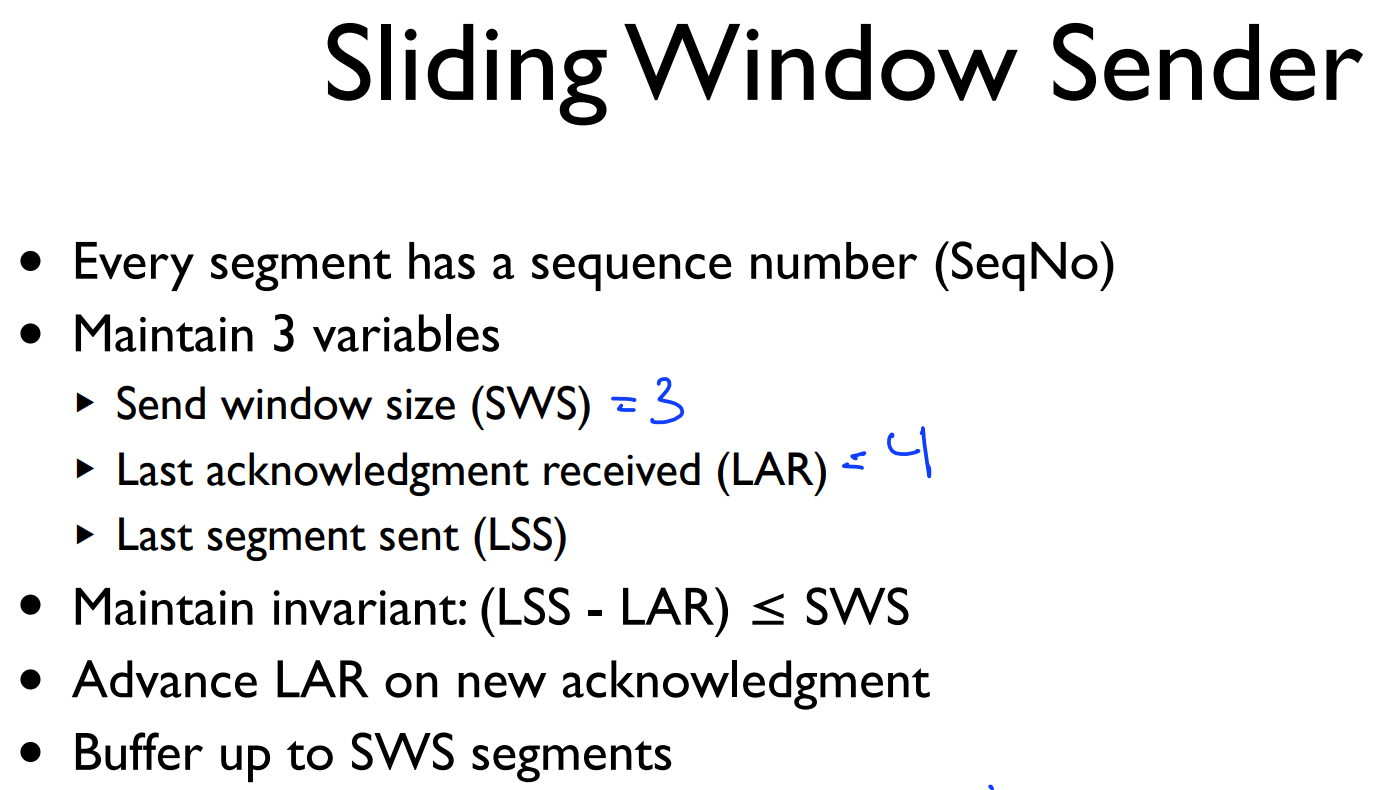 Sliding Window Sender
• Every segment has a sequence number (SeqNo)
• Maintain 3 variables
▸ Send window size (SWS) = 3
▸ Last acknowledgment received (LAR) = 4
▸ Last segment sent (LSS)
• Maintain invariant: (LSS - LAR) ≤ SWS
• Advance LAR on new acknowledgment
• Buffer up to SWS segments